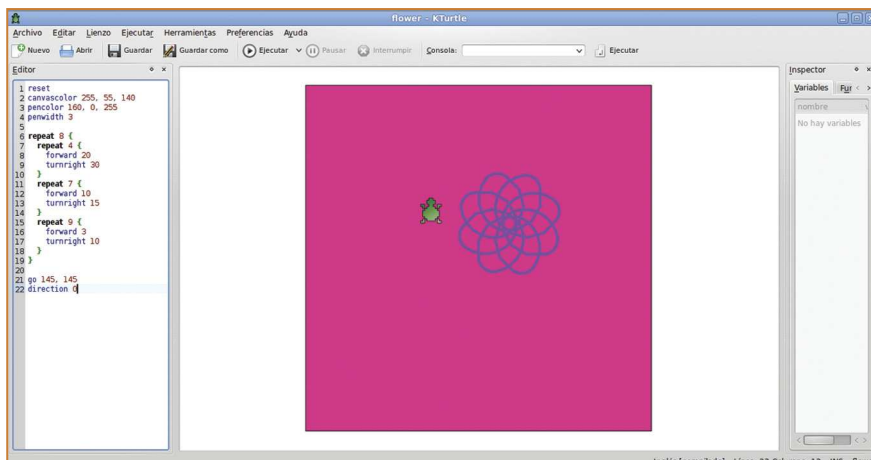 flower - KTurtle
Archivo Editar Lienzo Ejecutar Herramientas Preferencias Ayuda
Nuevo Abrir Guardar Guardar como Ejecutar Pausar Interrumpir Consola: Ejecutar
Editor
1 reset
2 canvascolor 255, 55, 140
3 pencolor 160, 0, 255
4 penwidth 3
5
6 repeat 8 {
7 repeat 4 {
8 forward 20
9 turnright 30
10 }
11 repeat 7 {
12 forward 10
13 turnright 15
14 }
15 repeat 9 {
16 forward 3
17 turnright 10
18 }
19 }
20
21 go 145, 145
22 direction 0
Inspector
Variables
nombre
No hay variables